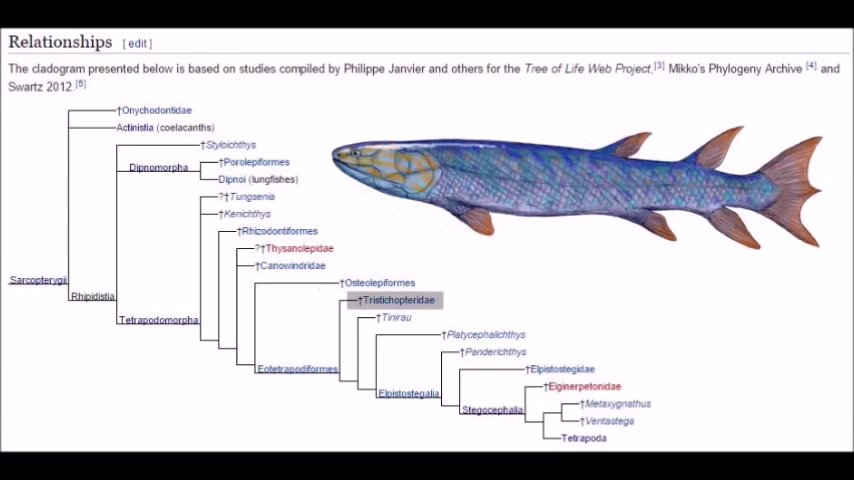 Relationships [ edit ]
The cladogram presented below is based on studies compiled by Philippe Janvier and others for the Tree of Life Web Project,[3] Mikko's Phylogeny Archive [4] and
Swartz 2012.[5]
†Onychodontidae
Actinistia (coelacanths)
†Styloichthys
†Porolepiformes
Dipnomorpha
Dipnoi (lungfishes)
?†Tungsenia
†Kenichthys
†Rhizodontiformes
?†Thysanolepidae
†Canowindridae
Sarcopterygii
†Osteolepiformes
Rhipidistia
†Tristichopteridae
†Tinirau
Tetrapodomorpha
†Platycephalichthys
†Panderichthys
Eotetrapodiformes
†Elpistostegidae
†Elginerpetonidae
Elpistostegalia
†Metaxygnathus
Stegocephalia
†Ventastega
Tetrapoda